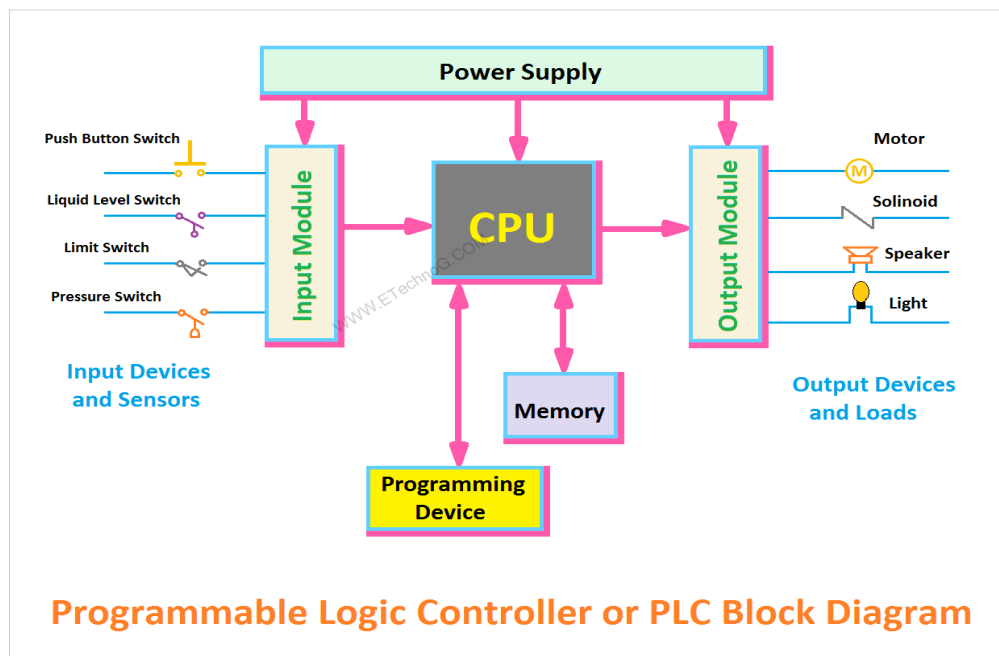 Power Supply
Push Button Switch
Liquid Level Switch
Limit Switch
Pressure Switch
Input Devices
and Sensors
Input Module
CPU
WWW.ETechnoG.COM
Output Module
Motor
M
Solinoid
Speaker
Light
Output Devices
and Loads
Memory
Programming
Device
Programmable Logic Controller or PLC Block Diagram